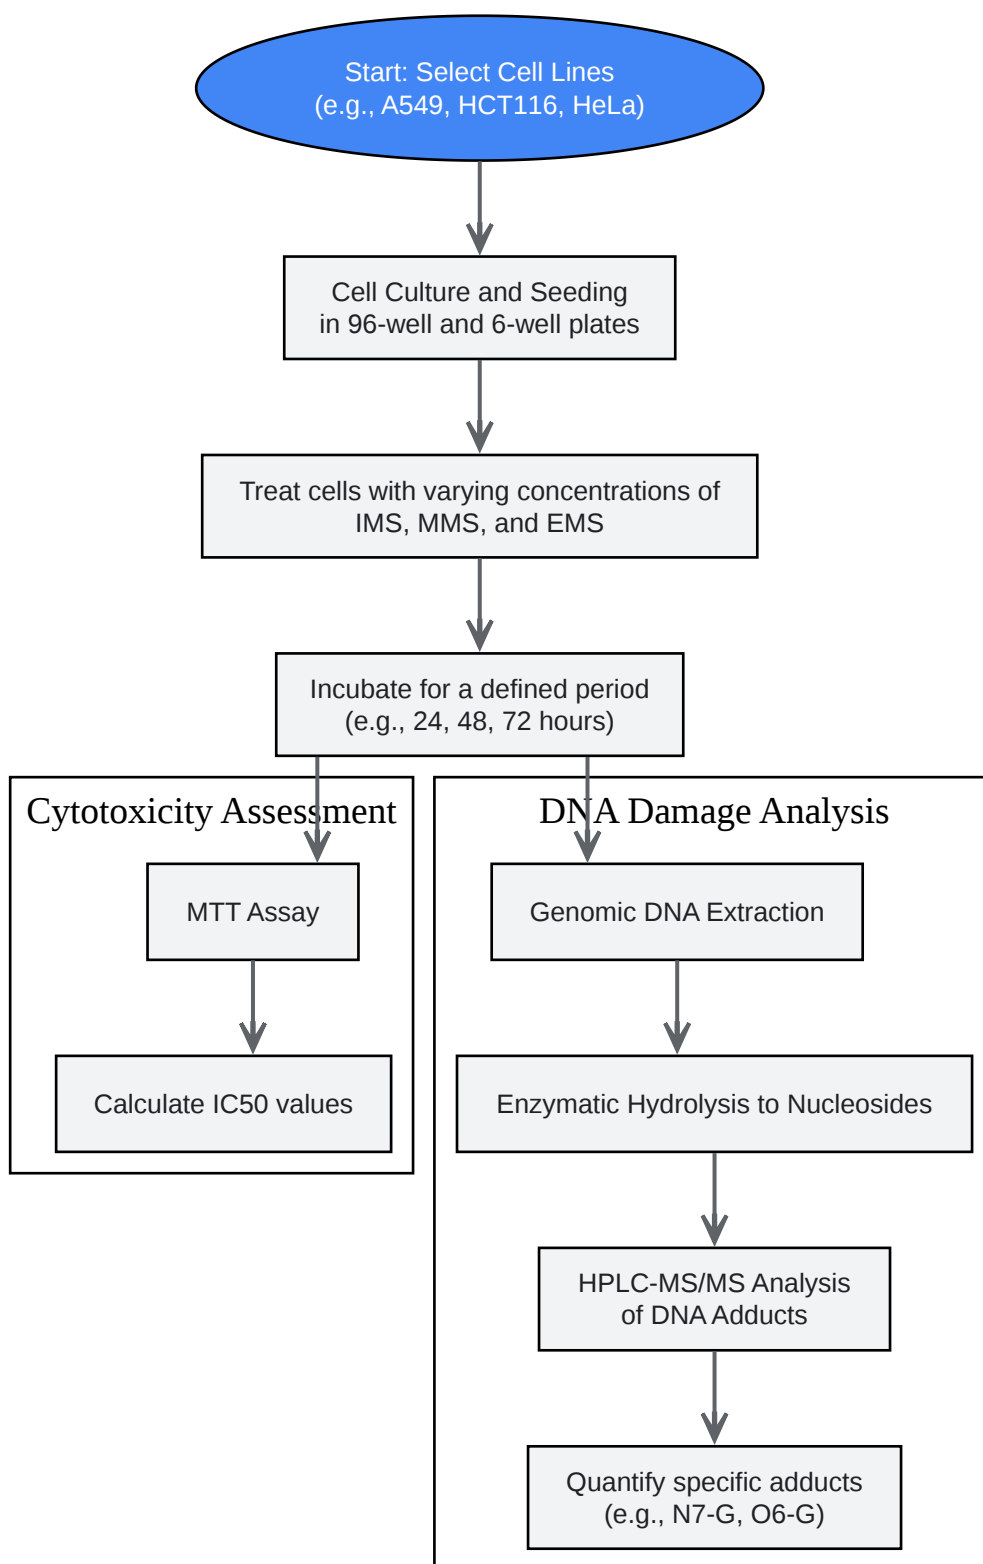 Start: Select Cell Lines
(e.g., A549, HCT116, HeLa)
Cell Culture and Seeding
in 96-well and 6-well plates
Treat cells with varying concentrations of
IMS, MMS, and EMS
Incubate for a defined period
(e.g., 24, 48, 72 hours)
Cytotoxicity Assessment
MTT Assay
Calculate IC50 values
DNA Damage Analysis
Genomic DNA Extraction
Enzymatic Hydrolysis to Nucleosides
HPLC-MS/MS Analysis
of DNA Adducts
Quantify specific adducts
(e.g., N7-G, O6-G)